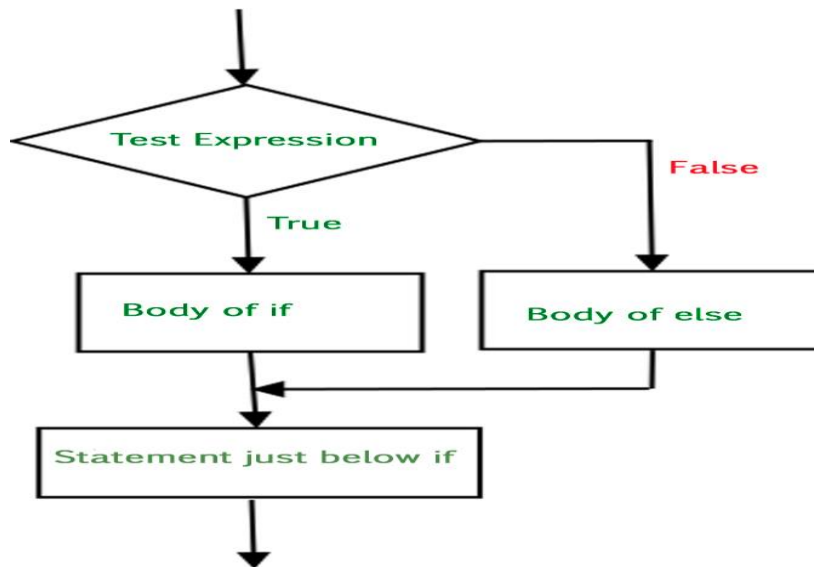 Test Expression
False
True
Body of if
Body of else
Statement just below if